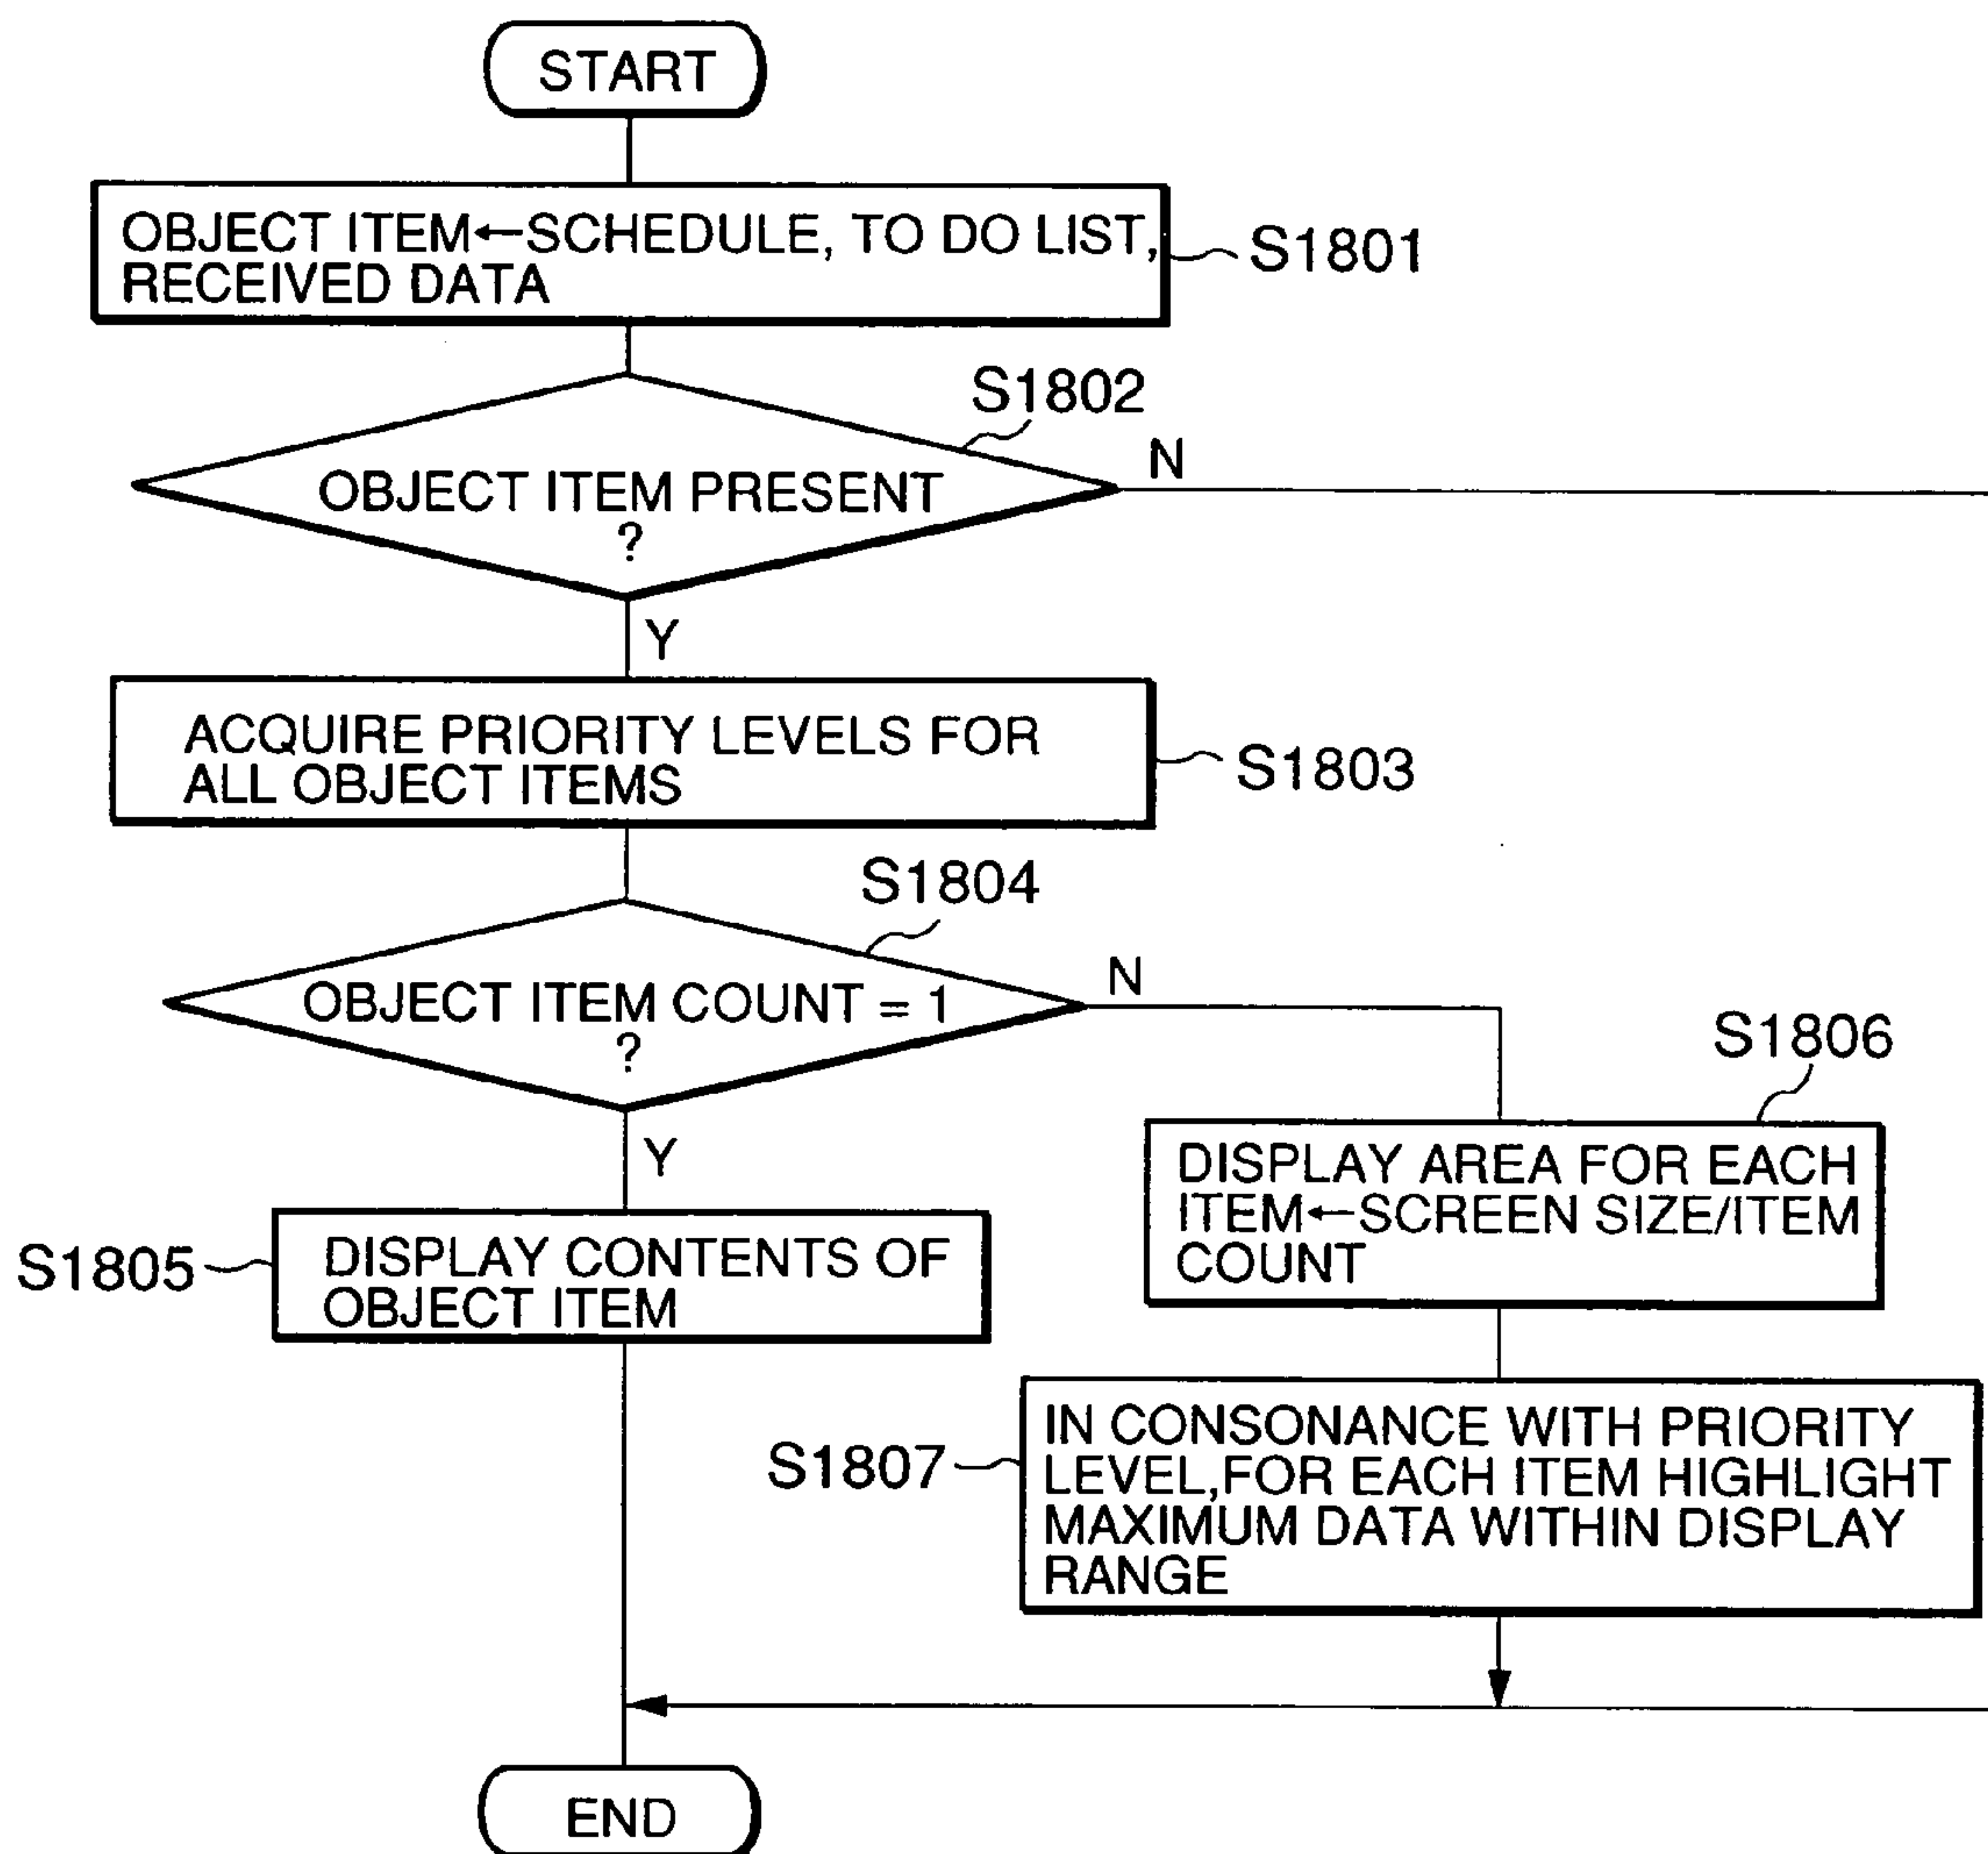 START
OBJECT ITEM←SCHEDULE, TO DO LIST,
RECEIVED DATA
S1801
S1802
OBJECT ITEM PRESENT
?
N
Y
ACQUIRE PRIORITY LEVELS FOR
ALL OBJECT ITEMS
S1803
S1804
OBJECT ITEM COUNT = 1
?
N
Y
S1805
DISPLAY CONTENTS OF
OBJECT ITEM
S1806
DISPLAY AREA FOR EACH
ITEM←SCREEN SIZE/ITEM
COUNT
S1807
IN CONSONANCE WITH PRIORITY
LEVEL,FOR EACH ITEM HIGHLIGHT
MAXIMUM DATA WITHIN DISPLAY
RANGE
END